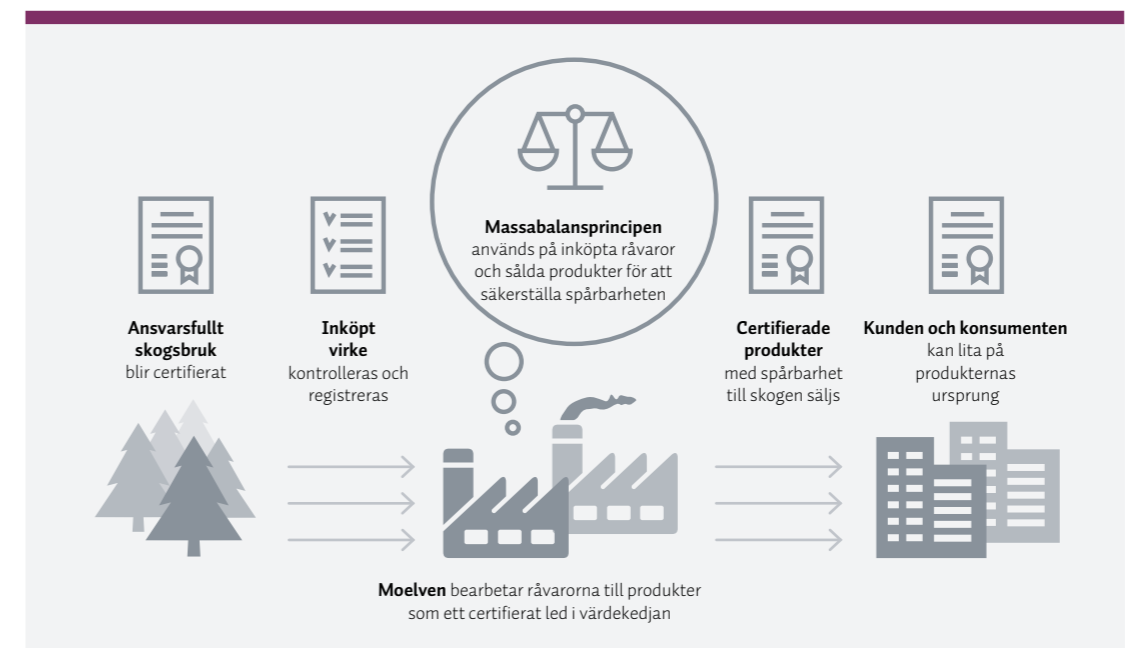 Massabalansprincipen
används på inköpta råvaror
och sålda produkter för att
säkerställa spårbarheten
Ansvarsfullt
skogsbruk
blir certifierat
Inköpt
virke
kontrolleras och
registreras
Certifierade
produkter
med spårbarhet
till skogen säljs
Kunden och konsumenten
kan lita på
produkternas
ursprung
Moelven bearbetar råvarorna till produkter
som ett certifierat led i värdekedjan